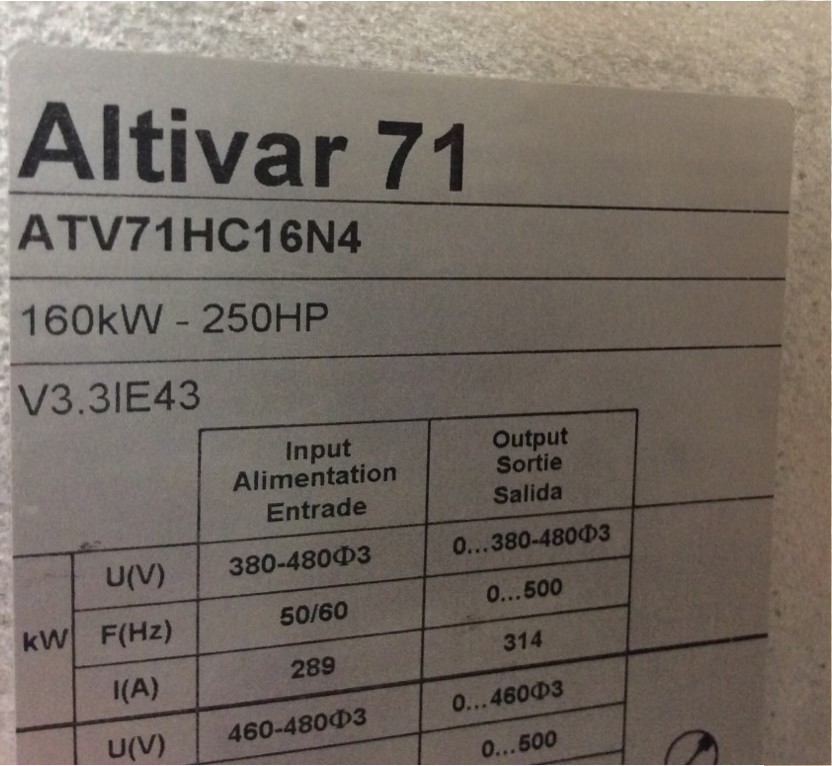 Altivar 71
ATV71HC16N4
160kW - 250HP
V3.3IE43
Input Output
Alimentation Sortie
Entrade Salida
kW U(V) 380-480Φ3 0...380-480Φ3
F(Hz) 50/60 0...500
I(A) 289 314
U(V) 460-480Φ3 0...460Φ3
0...500